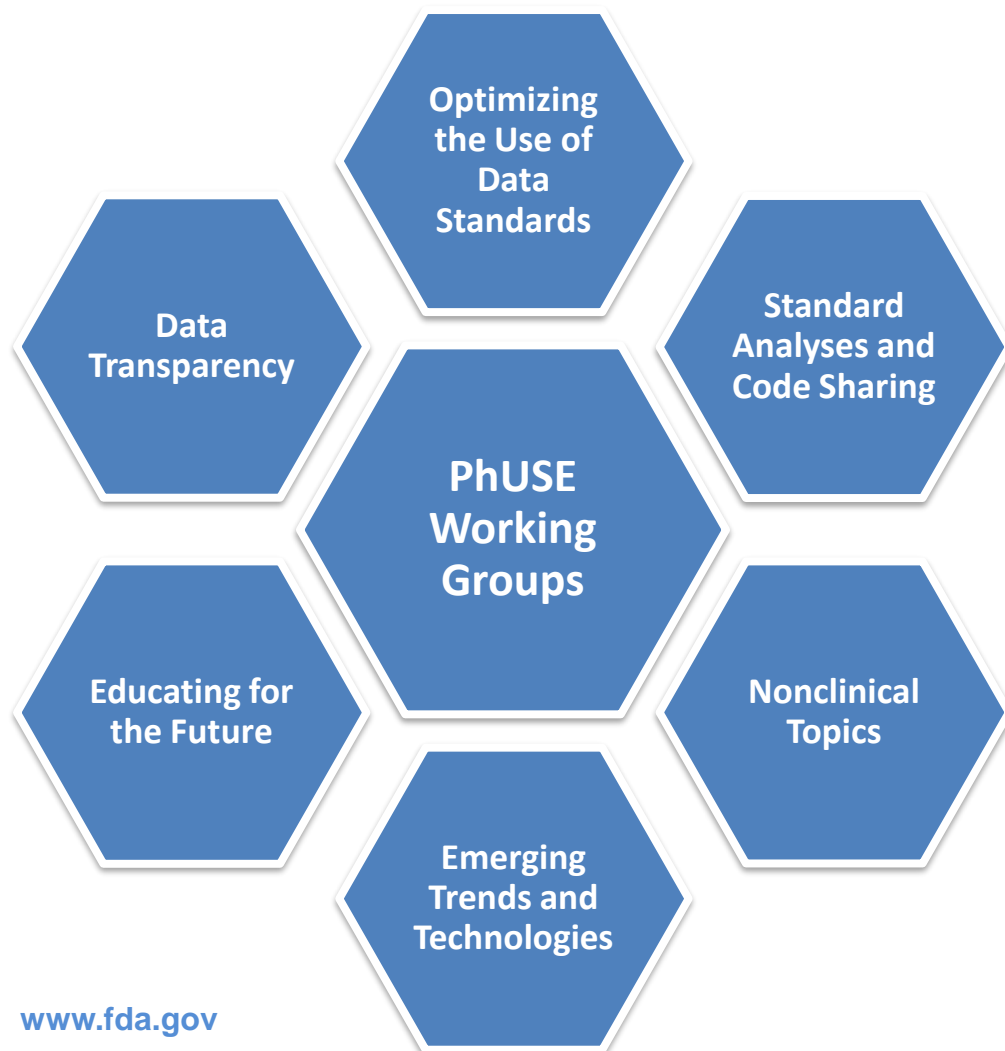 Optimizing
the Use of
Data
Standards
Data
Transparency
Standard
Analyses and
Code Sharing
PhUSE
Working
Groups
Educating for
the Future
Nonclinical
Topics
Emerging
Trends and
Technologies
www.fda.gov